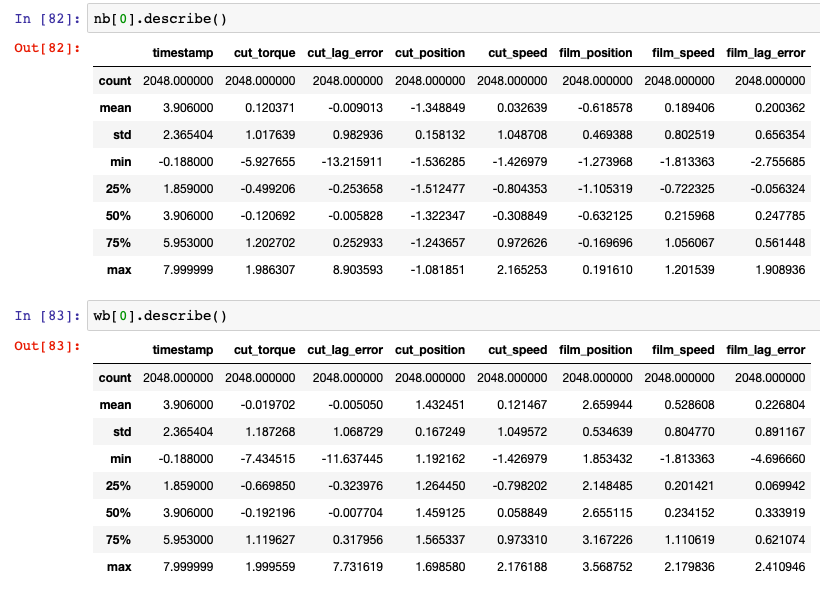 In [82]: nb[0].describe()
Out[82]:
timestamp cut_torque cut_lag_error cut_position cut_speed film_position film_speed film_lag_error
count 2048.000000 2048.000000 2048.000000 2048.000000 2048.000000 2048.000000 2048.000000 2048.000000
mean 3.906000 0.120371 -0.009013 -1.348849 0.032639 -0.618578 0.189406 0.200362
std 2.365404 1.017639 0.982936 0.158132 1.048708 0.469388 0.802519 0.656354
min -0.188000 -5.927655 -13.215911 -1.536285 -1.426979 -1.273968 -1.813363 -2.755685
25% 1.859000 -0.499206 -0.253658 -1.512477 -0.804353 -1.105319 -0.722325 -0.056324
50% 3.906000 -0.120692 -0.005828 -1.322347 -0.308849 -0.632125 0.215968 0.247785
75% 5.953000 1.202702 0.252933 -1.243657 0.972626 -0.169696 1.056067 0.561448
max 7.999999 1.986307 8.903593 -1.081851 2.165253 0.191610 1.201539 1.908936
In [83]: wb[0].describe()
Out[83]:
timestamp cut_torque cut_lag_error cut_position cut_speed film_position film_speed film_lag_error
count 2048.000000 2048.000000 2048.000000 2048.000000 2048.000000 2048.000000 2048.000000 2048.000000
mean 3.906000 -0.019702 -0.005050 1.432451 0.121467 2.659944 0.528608 0.226804
std 2.365404 1.187268 1.068729 0.167249 1.049572 0.534639 0.804770 0.891167
min -0.188000 -7.434515 -11.637445 1.192162 -1.426979 1.853432 -1.813363 -4.696660
25% 1.859000 -0.669850 -0.323976 1.264450 -0.798202 2.148485 0.201421 0.069942
50% 3.906000 -0.192196 -0.007704 1.459125 0.058849 2.655115 0.234152 0.333919
75% 5.953000 1.119627 0.317956 1.565337 0.973310 3.167226 1.110619 0.621074
max 7.999999 1.999559 7.731619 1.698580 2.176188 3.568752 2.179836 2.410946